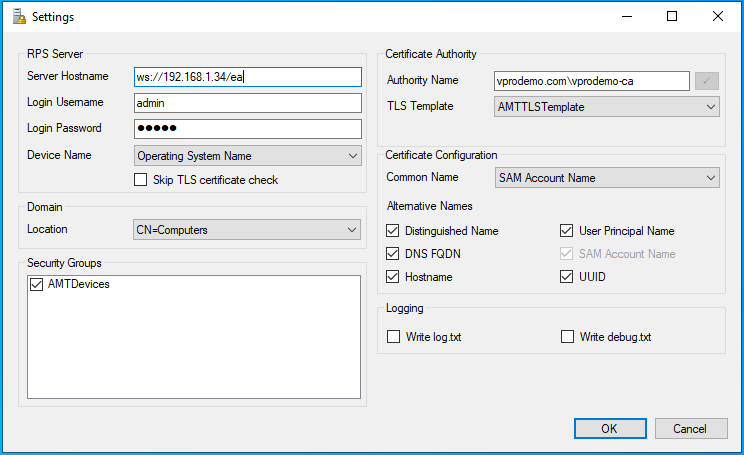 Settings
RPS Server
Server Hostname
ws://192.168.1.34/ea
Login Username
admin
Login Password
●●●●●
Device Name
Operating System Name
Skip TLS certificate check
Domain
Location
CN=Computers
Security Groups
AMTDevices
Certificate Authority
Authority Name
vprodemo.com\vprodemo-ca
TLS Template
AMTTLSTemplate
Certificate Configuration
Common Name
SAM Account Name
Alternative Names
Distinguished Name
User Principal Name
DNS FQDN
SAM Account Name
Hostname
UUID
Logging
Write log.txt
Write debug.txt
OK
Cancel